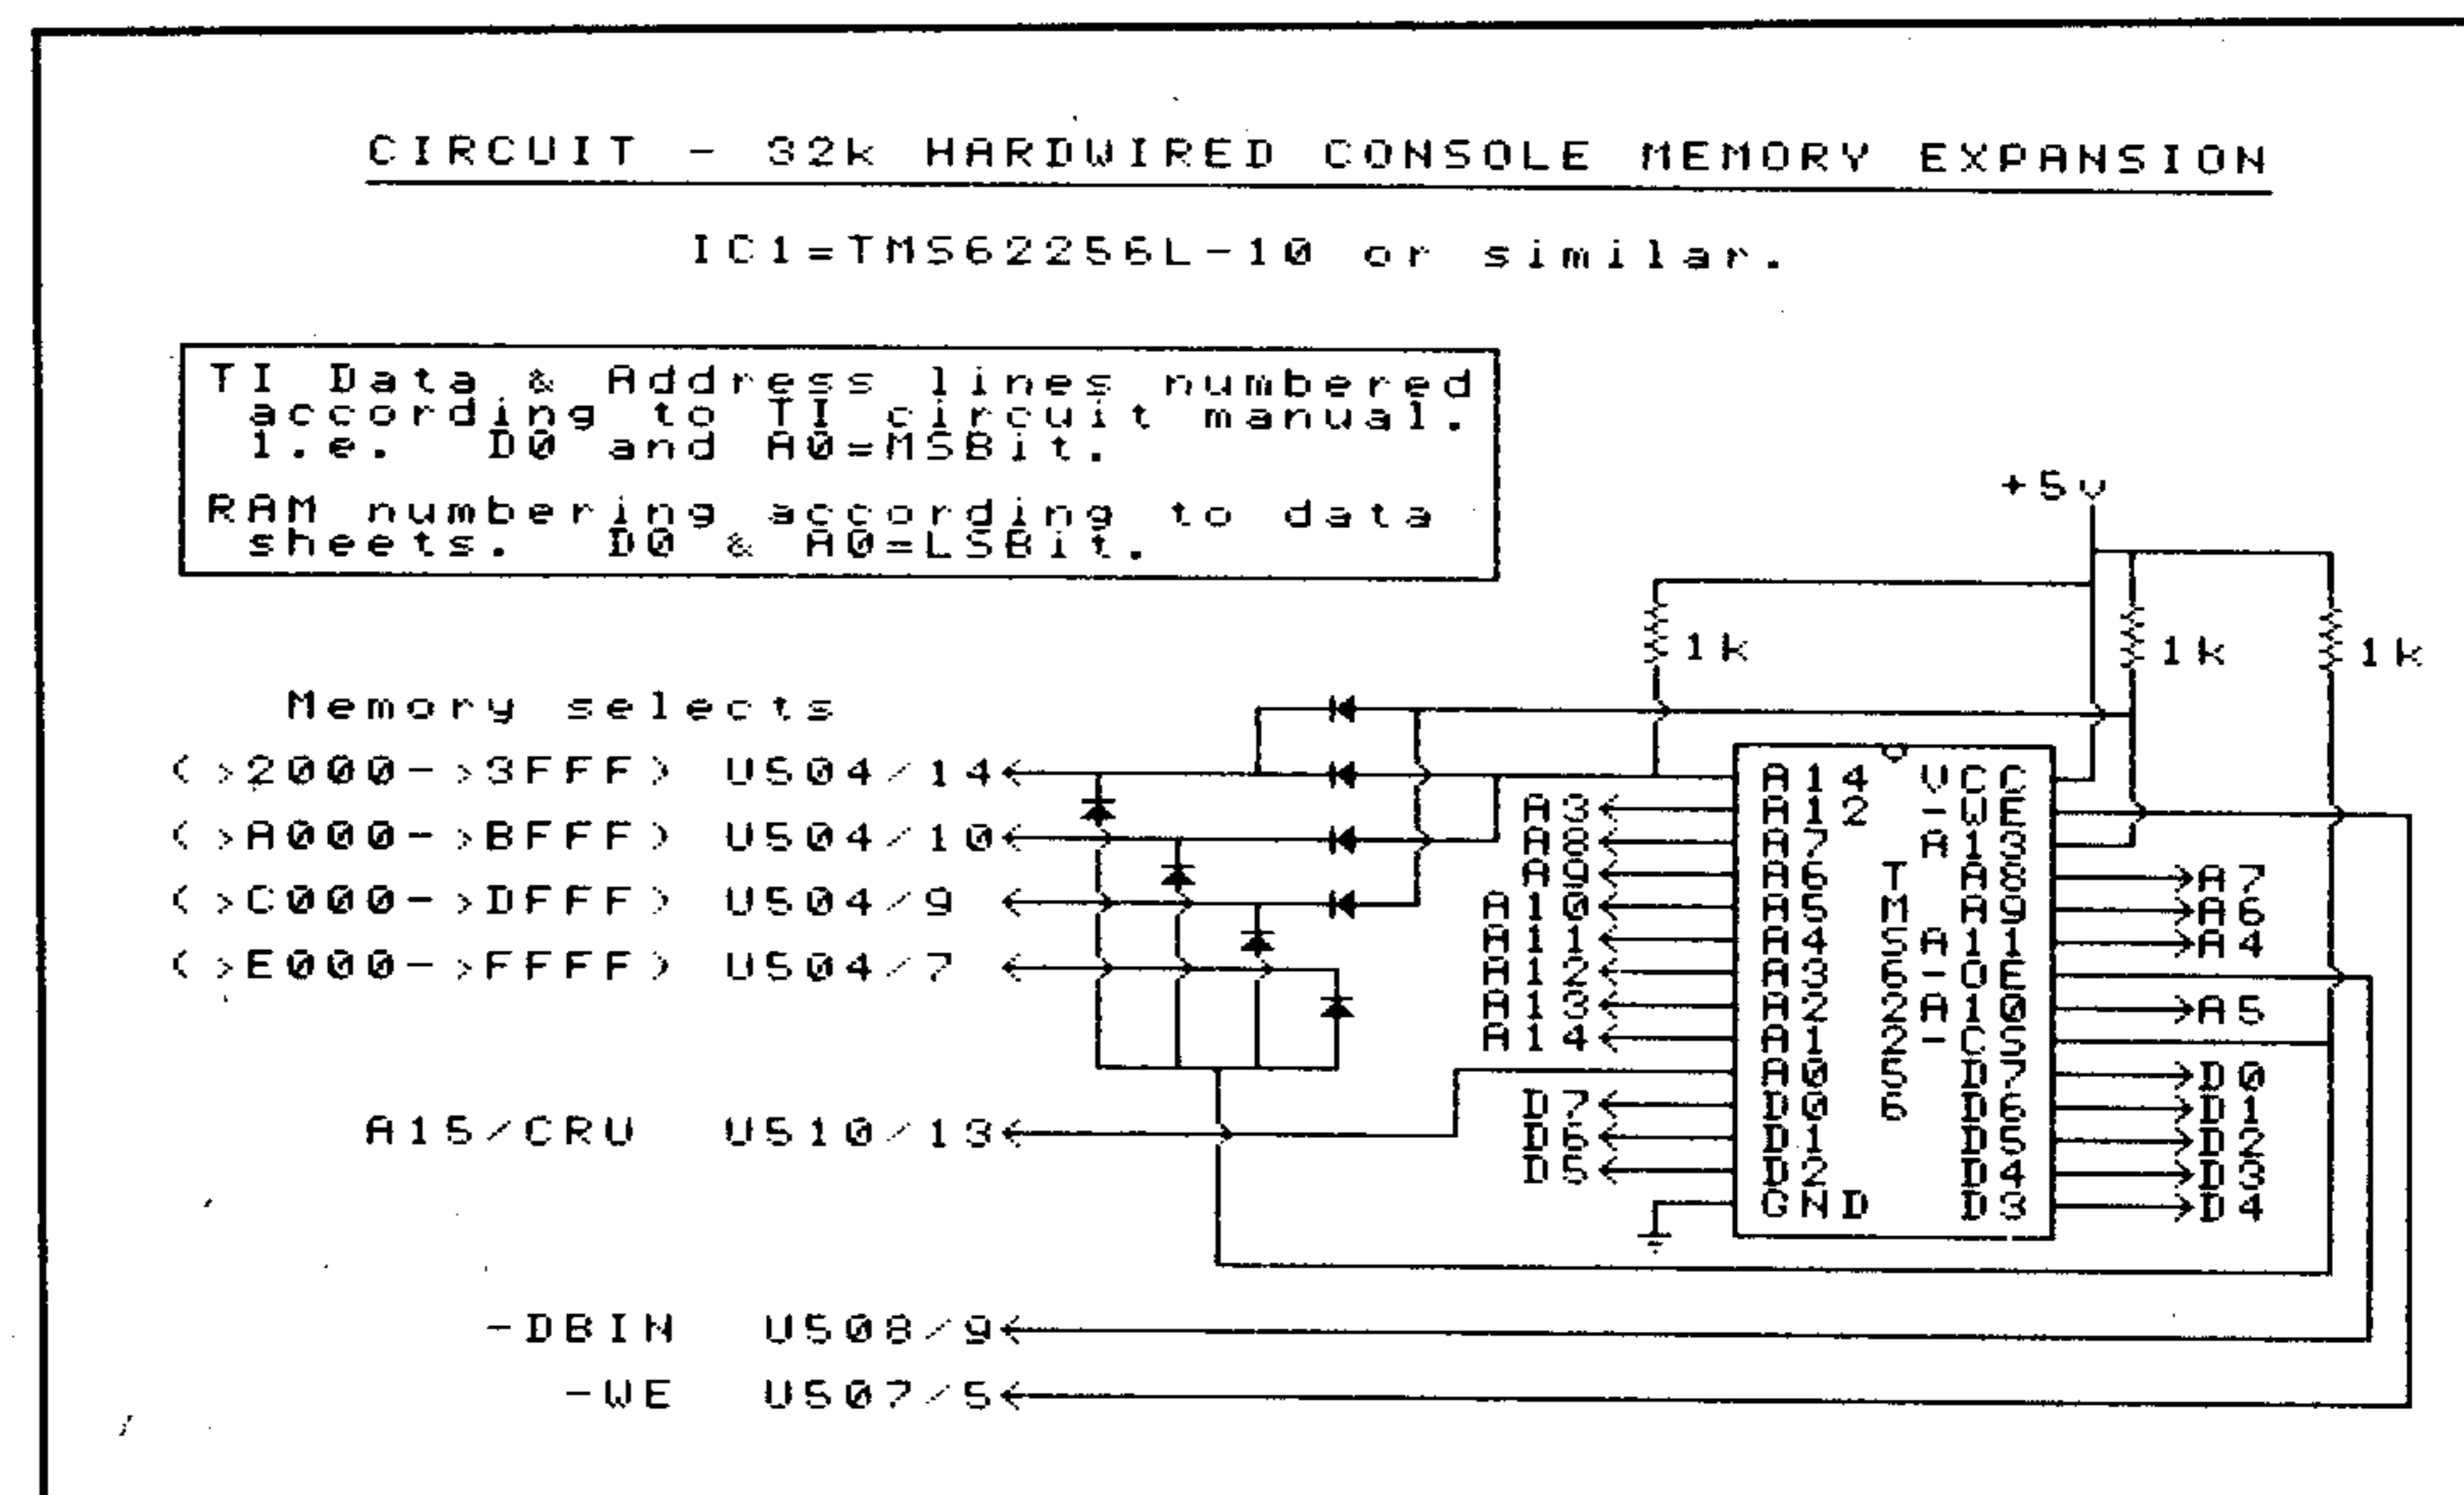 CIRCUIT - 32k HARDWIRED CONSOLE MEMORY EXPANSION
IC1=TMS62256L-10 or similar.
TI Data & Address lines numbered
according to TI circuit manual.
i.e. D0 and A0=MSBit.
RAM numbering according to data
sheets. D0 & A0=LSBit.
+5v
1k
1k
1k
Memory selects
(>2000->3FFF) U504/14
(>A000->BFFF) U504/10
(>C000->DFFF) U504/9
(>E000->FFFF) U504/7
A15/CRU U510/13
-DBIN U508/9
-WE U507/5
A3
A8
A9
A10
A11
A12
A13
A14
D7
D6
D5
A14
A12
A7
A6
A5
A4
A3
A2
A1
A0
D0
D1
D2
GND
TMS62256
VCC
-WE
A13
A8
A9
A11
-OE
A10
-CS
D7
D6
D5
D4
D3
A7
A6
A4
A5
D0
D1
D2
D3
D4